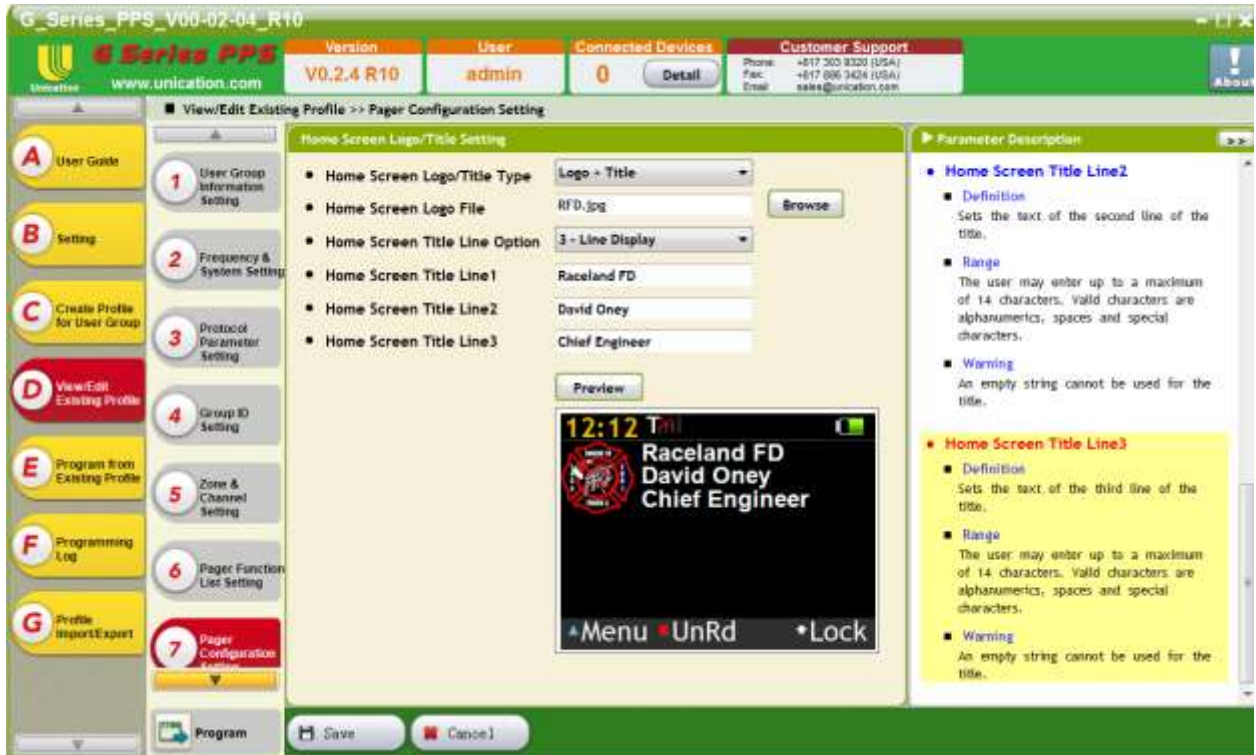 G_Series_PPS_V00-02-04_R10
Unication
G Series PPS
www.unication.com
Version
V0.2.4 R10
User
admin
Connected Devices
0
Detail
Customer Support
Phone: +817 303 9320 (USA)
Fax:
Email: sales@unication.com
About
View/Edit Existing Profile >> Pager Configuration Setting
A User Guide
B Setting
C Create Profile
for User Group
D View/Edit
Existing Profile
E Program from
Existing Profile
F Programming
Log
G Profile
Import/Export
1 User Group
Information
Setting
2 Frequency &
System Setting
3 Protocol
Parameter
Setting
4 Group ID
Setting
5 Zone &
Channel
Setting
6 Pager Function
List Setting
7 Pager
Configuration
Setting
Program
Home Screen Logo/Title Setting
Home Screen Logo/Title Type Logo + Title
Home Screen Logo File RFD.jpg Browse
Home Screen Title Line Option 3 - Line Display
Home Screen Title Line1 Raceland FD
Home Screen Title Line2 David Oney
Home Screen Title Line3 Chief Engineer
Preview
12:12
Raceland FD
David Oney
Chief Engineer
Menu UnRd Lock
Save
Cancel
Parameter Description >>
Home Screen Title Line2
Definition
Sets the text of the second line of the
title.
Range
The user may enter up to a maximum
of 14 characters. Valid characters are
alphanumerics, spaces and special
characters.
Warning
An empty string cannot be used for the
title.
Home Screen Title Line3
Definition
Sets the text of the third line of the
title.
Range
The user may enter up to a maximum
of 14 characters. Valid characters are
alphanumerics, spaces and special
characters.
Warning
An empty string cannot be used for the
title.